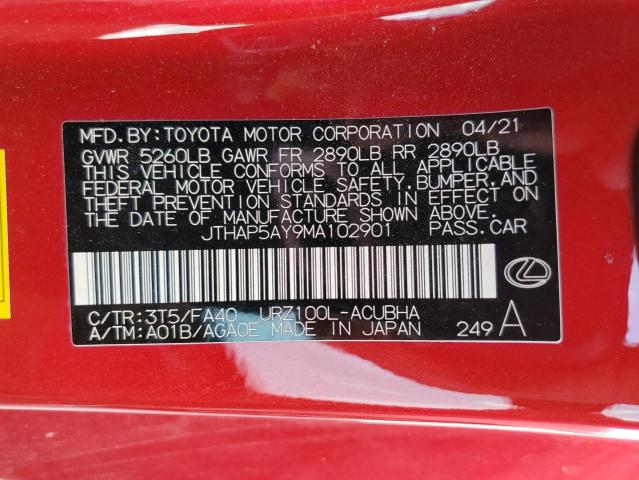 MFD.BY:TOYOTA MOTOR CORPORATION 04/21
GVWR 5260LB GAWR FR 2890LB RR 2890LB
THIS VEHICLE CONFORMS TO ALL APPLICABLE
FEDERAL MOTOR VEHICLE SAFETY,BUMPER,AND
THEFT PREVENTION STANDARDS IN EFFECT ON
THE DATE OF MANUFACTURE SHOWN ABOVE.
JTHAP5AY9MA102901 PASS.CAR
C/TR:3T5/FA40 URZ100L-ACUBHA
A/TM:A01B/AGA0E MADE IN JAPAN 249 A